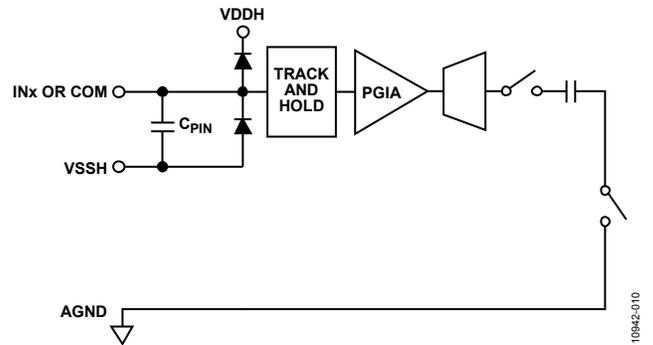 VDDH
INx OR COM
TRACK
AND
HOLD
PGIA
CPIN
VSSH
AGND
10942-010